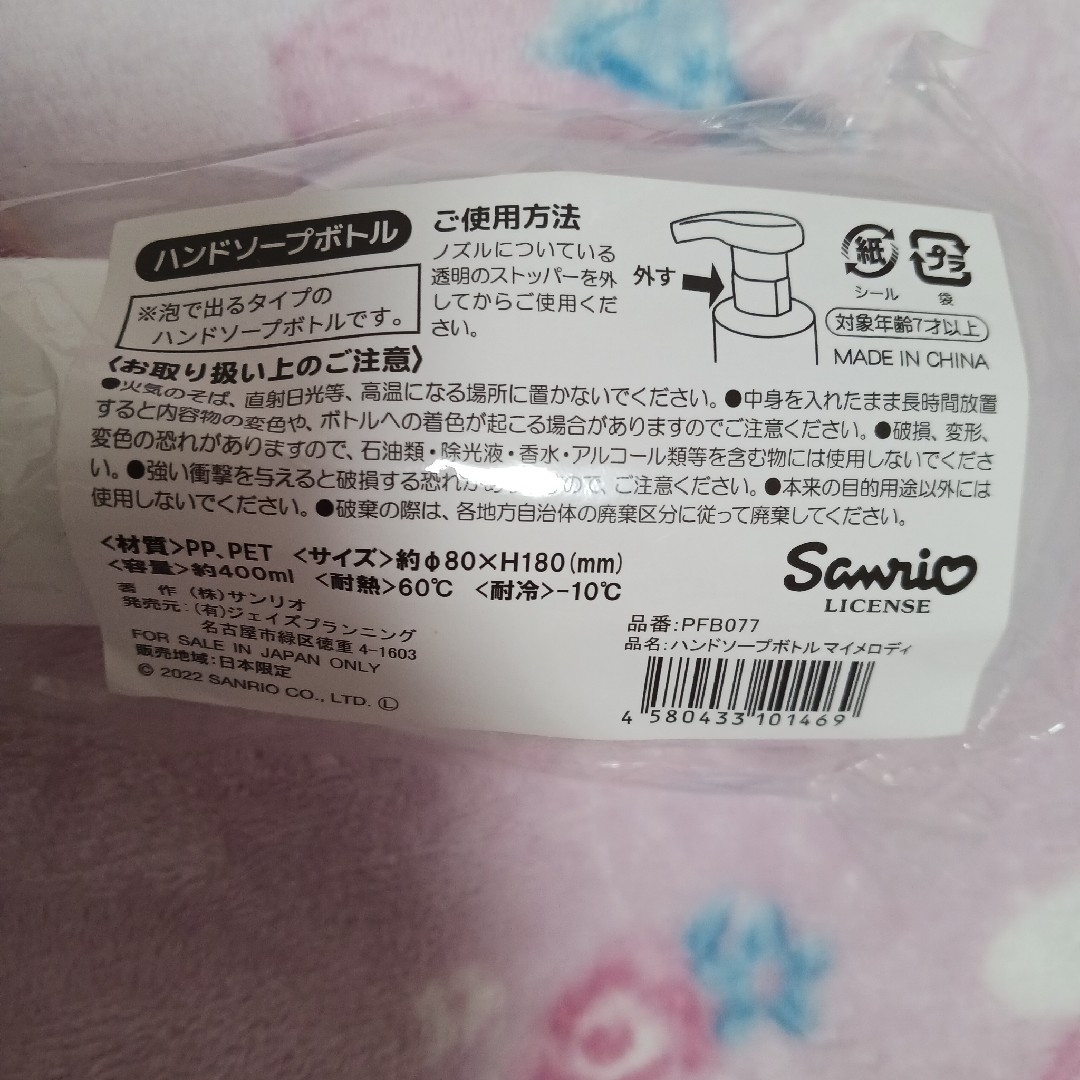 ハンドソープボトル
※泡で出るタイプの
ハンドソープボトルです。
ご使用方法
ノズルについている
透明のストッパーを外
してからご使用くだ
さい。
外す
紙
シール
プラ
袋
対象年齢7才以上
MADE IN CHINA
〈お取り扱い上のご注意〉
●火気のそば、直射日光等、高温になる場所に置かないでください。●中身を入れたまま長時間放置
すると内容物の変色や、ボトルへの着色が起こる場合がありますのでご注意ください。●破損、変形、
変色の恐れがありますので、石油類・除光液・香水・アルコール類等を含む物には使用しないでくださ
い。●強い衝撃を与えると破損する恐れがありますので、ご注意ください。●本来の目的用途以外には
使用しないでください。●破棄の際は、各地方自治体の廃棄区分に従って廃棄してください。
<材質>PP、PET <サイズ>約φ80×H180(mm)
<容量>約400ml <耐熱>60℃ <耐冷>-10℃
著 作 (株)サンリオ
発売元:(有)ジェイズプランニング
名古屋市緑区徳重 4-1603
FOR SALE IN JAPAN ONLY
販売地域:日本限定
© 2022 SANRIO CO., LTD. Ⓛ
Sanrio
LICENSE
品番:PFB077
品名:ハンドソープボトル マイメロディ
4 580433 101469